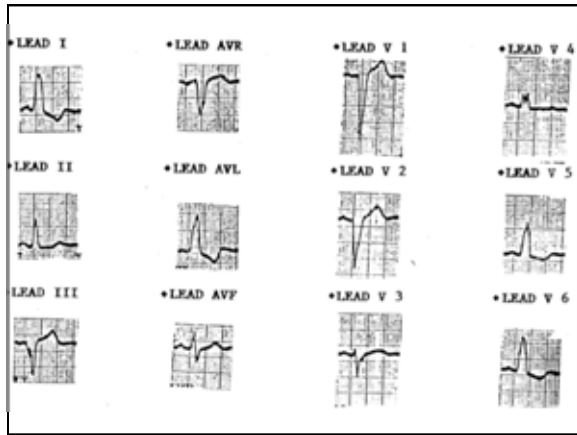 •LEAD I
•LEAD AVR
•LEAD V 1
•LEAD V 4
•LEAD II
•LEAD AVL
•LEAD V 2
•LEAD V 5
LEAD III
•LEAD AVF
•LEAD V 3
•LEAD V 6